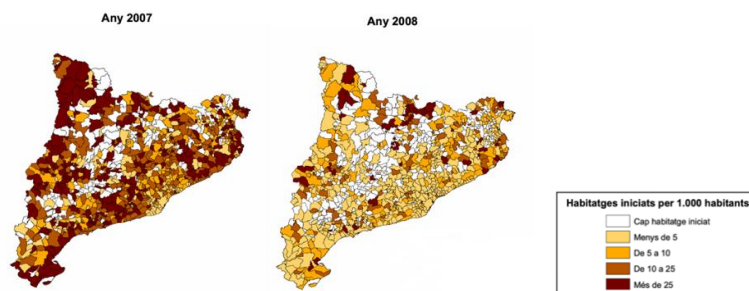 Any 2007
Any 2008
Habitatges iniciats per 1.000 habitants
Cap habitatge iniciat
Menys de 5
De 5 a 10
De 10 a 25
Més de 25